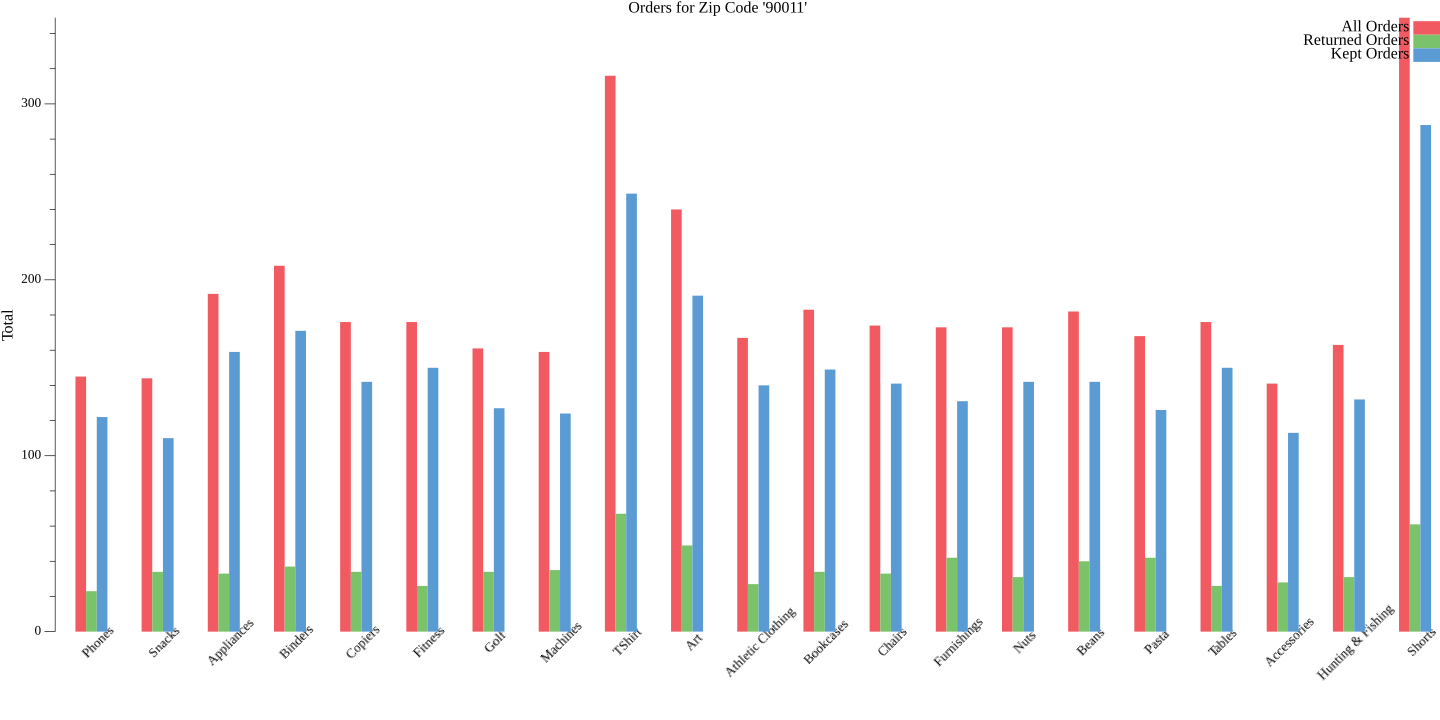 Orders for Zip Code '90011'
All Orders
Returned Orders
Kept Orders
300
200
100
0
Total
Phones
Snacks
Appliances
Binders
Copiers
Fitness
Golf
Machines
TShirt
Art
Athletic Clothing
Bookcases
Chairs
Furnishings
Nuts
Beans
Pasta
Tables
Accessories
Hunting & Fishing
Shorts